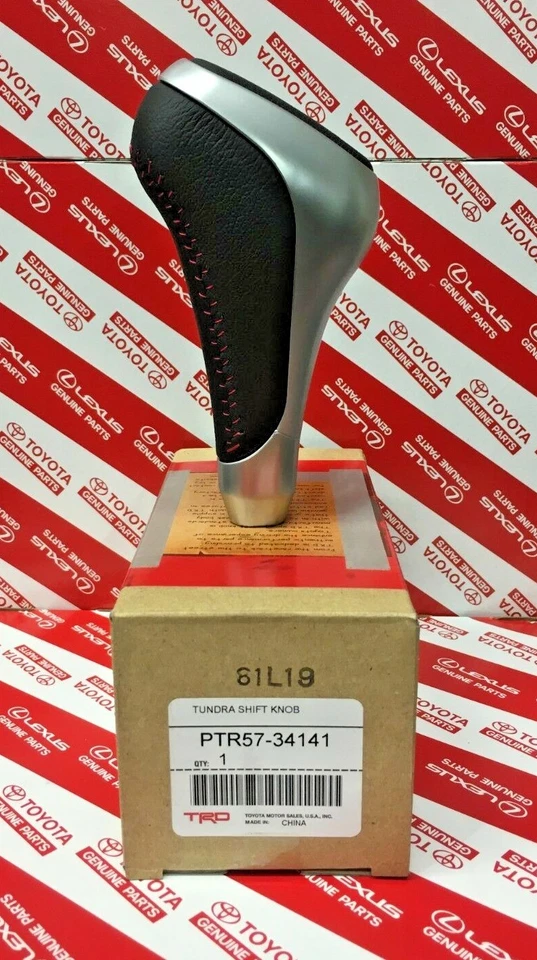 TOYOTA
GENUINE PARTS
LEXUS
GENUINE PARTS
81L19
TUNDRA SHIFT KNOB
PTR57-34141
QTY: 1
TRD
TOYOTA MOTOR SALES, U.S.A., INC.
MADE IN: CHINA